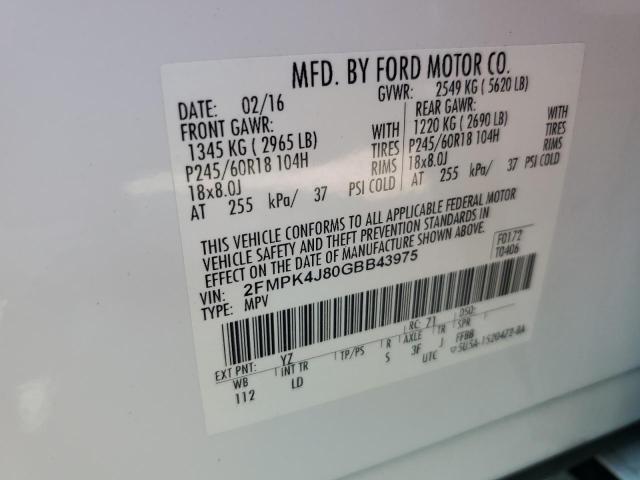 MFD. BY FORD MOTOR CO.
DATE: 02/16 GVWR: 2549 KG ( 5620 LB)
FRONT GAWR: REAR GAWR:
1345 KG ( 2965 LB) WITH 1220 KG ( 2690 LB) WITH
P245/60R18 104H TIRES P245/60R18 104H TIRES
18x8.0J RIMS 18x8.0J RIMS
AT 255 kPa/ 37 PSI COLD AT 255 kPa/ 37 PSI COLD
THIS VEHICLE CONFORMS TO ALL APPLICABLE FEDERAL MOTOR
VEHICLE SAFETY AND THEFT PREVENTION STANDARDS IN
EFFECT ON THE DATE OF MANUFACTURE SHOWN ABOVE.
F0172
T0406
VIN: 2FMPK4J80GBB43975
TYPE: MPV
EXT PNT: YZ RC: 71 DSO:
WB INT TR TP/PS R AXLE TR SPR
112 LD S 3F J FFBB
UTC